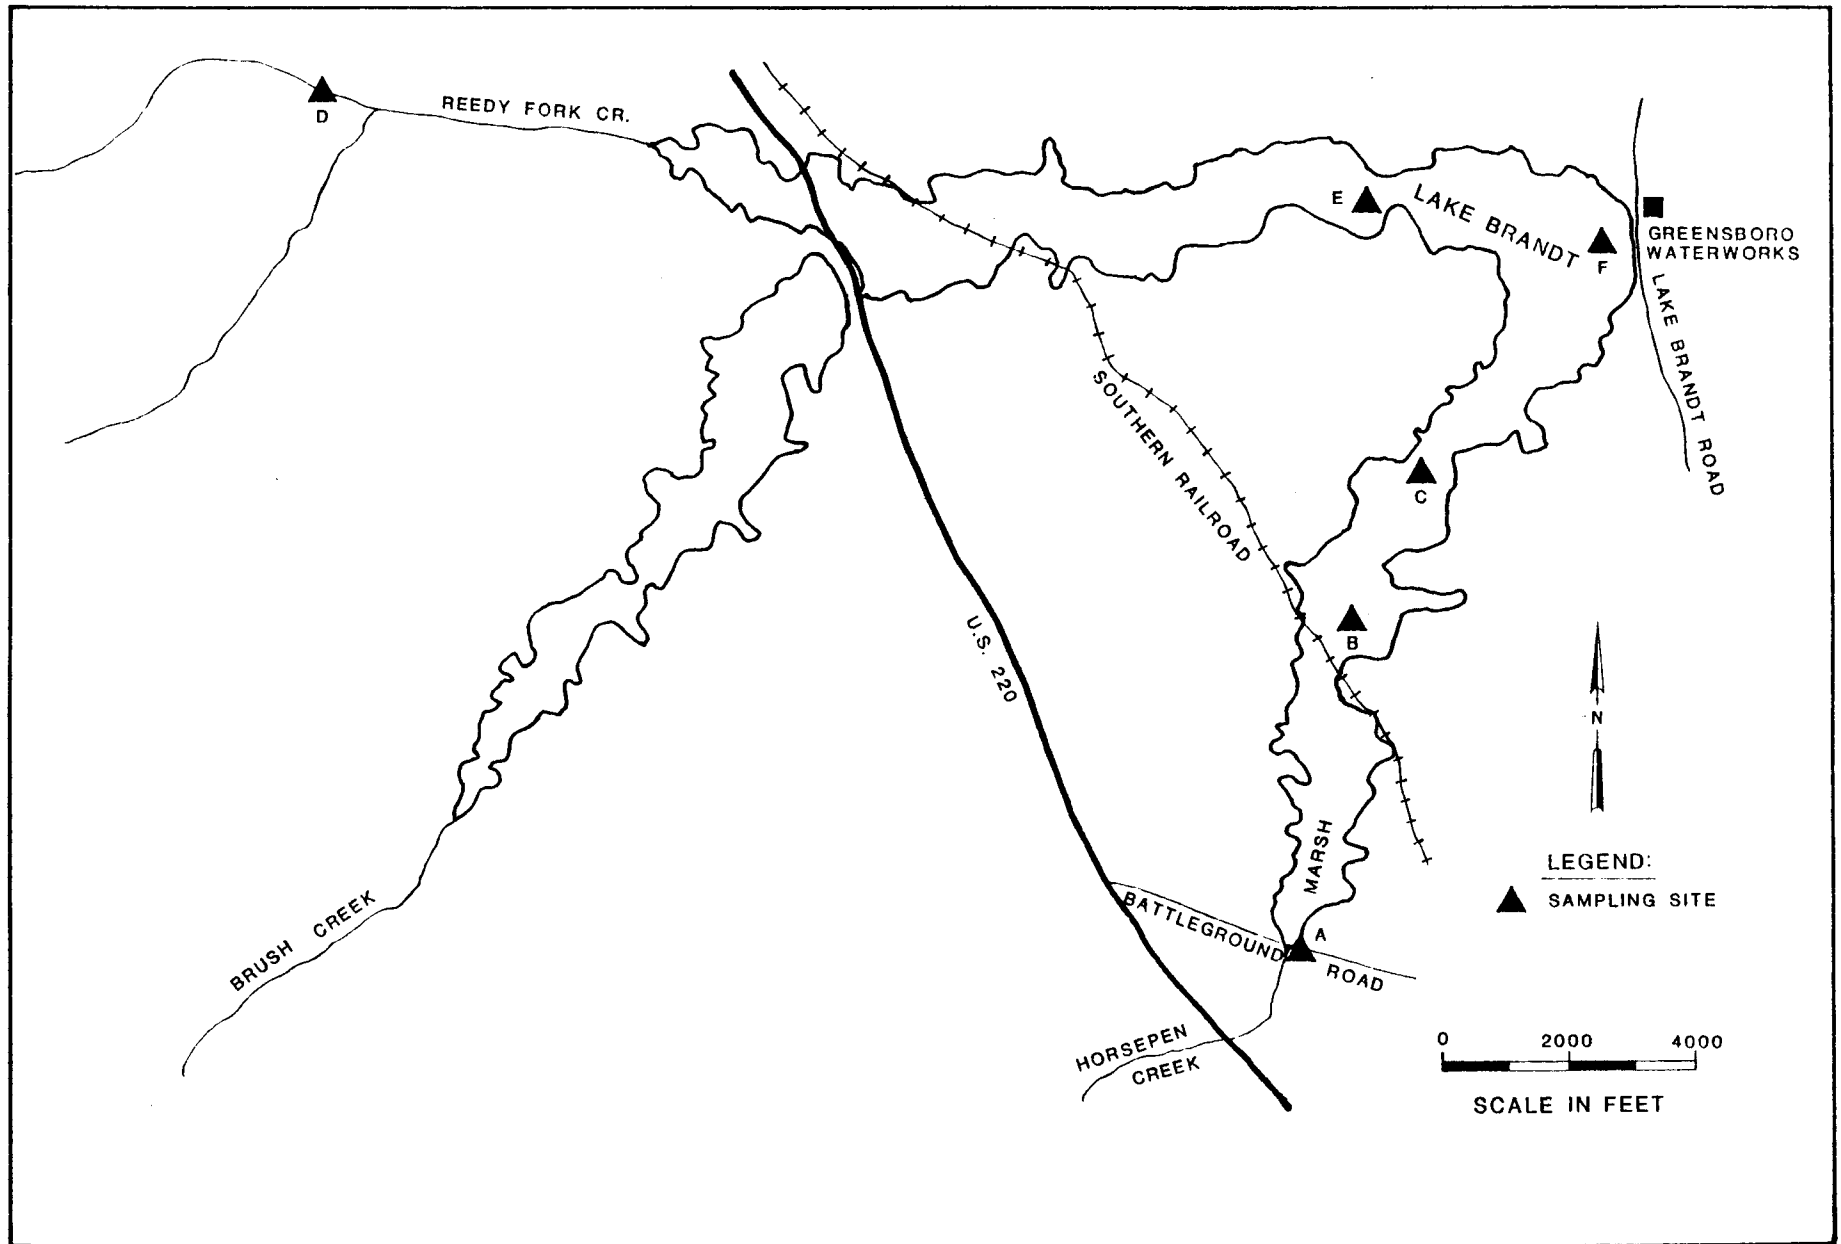 D
REEDY FORK CR.
E
LAKE BRANDT
F
GREENSBORO
WATERWORKS
LAKE BRANDT ROAD
SOUTHERN RAILROAD
C
B
U.S. 220
N
MARSH
LEGEND:
SAMPLING SITE
BATTLEGROUND
ROAD
A
BRUSH CREEK
HORSEPEN
CREEK
0 2000 4000
SCALE IN FEET